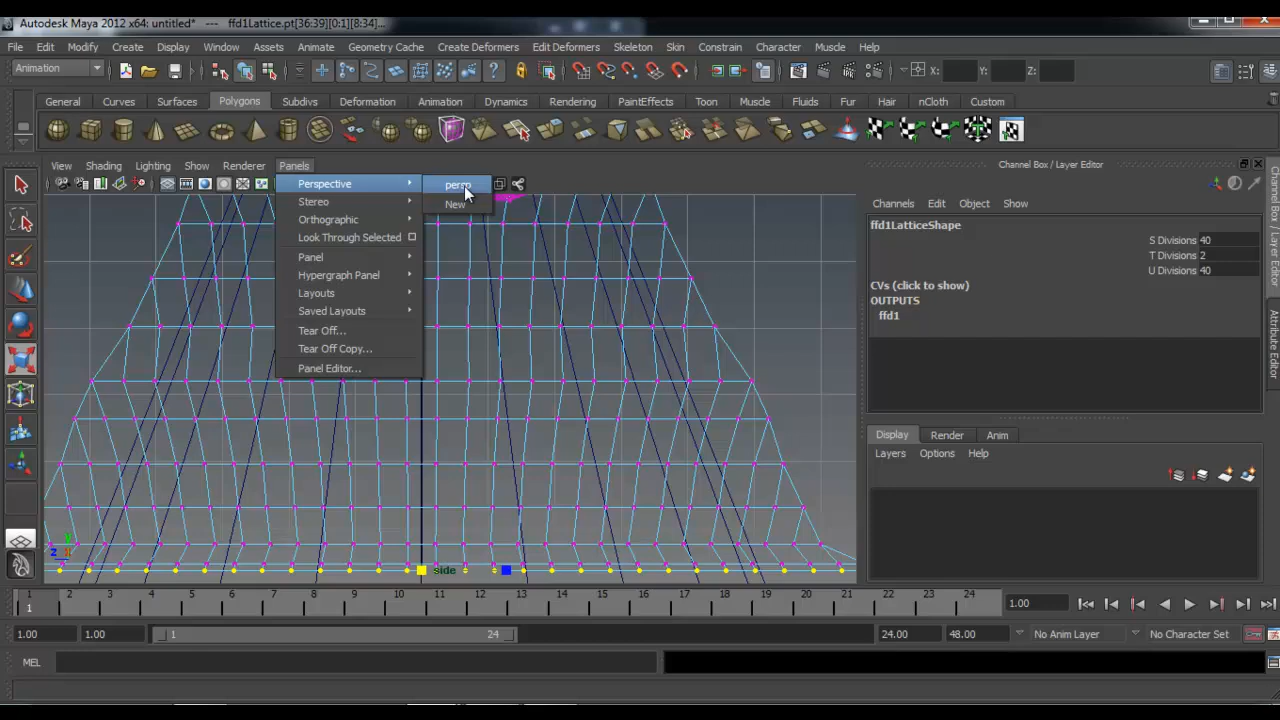 Autodesk Maya 2012 x64: untitled*   ---   ffd1Lattice.pt[36:39][0:1][8:34]...
File Edit Modify Create Display Window Assets Animate Geometry Cache Create Deformers Edit Deformers Skeleton Skin Constrain Character Muscle Help
Animation X: Y: Z:
General Curves Surfaces Polygons Subdivs Deformation Animation Dynamics Rendering PaintEffects Toon Muscle Fluids Fur Hair nCloth Custom
View Shading Lighting Show Renderer Panels
Perspective
Stereo
Orthographic
Look Through Selected
Panel
Hypergraph Panel
Layouts
Saved Layouts
Tear Off...
Tear Off Copy...
Panel Editor...
persp
New
y
z x
side
Channel Box / Layer Editor
Channels Edit Object Show
ffd1LatticeShape
S Divisions 40
T Divisions 2
U Divisions 40
CVs (click to show)
OUTPUTS
ffd1
Display Render Anim
Layers Options Help
Channel Box / Layer Editor
Attribute Editor
1 2 3 4 5 6 7 8 9 10 11 12 13 14 15 16 17 18 19 20 21 22 23 24
1 1.00
1.00 1.00 1 24 24.00 48.00 No Anim Layer No Character Set
MEL